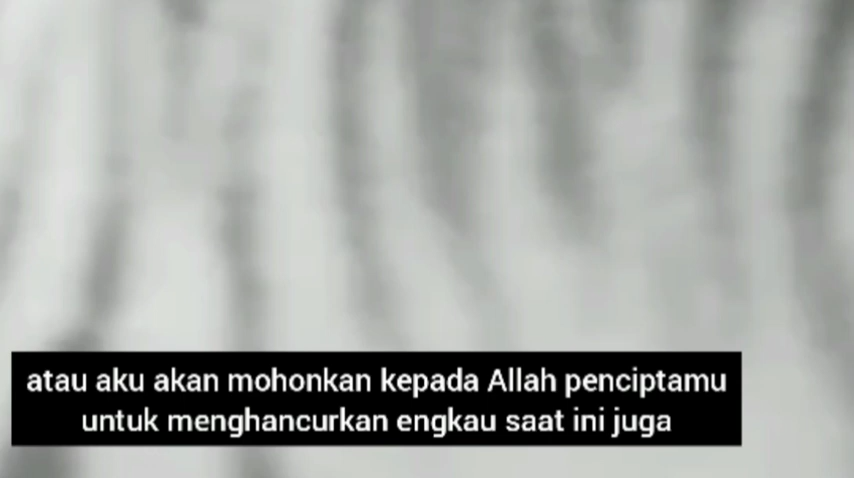 atau aku akan mohonkan kepada Allah penciptamu
untuk menghancurkan engkau saat ini juga